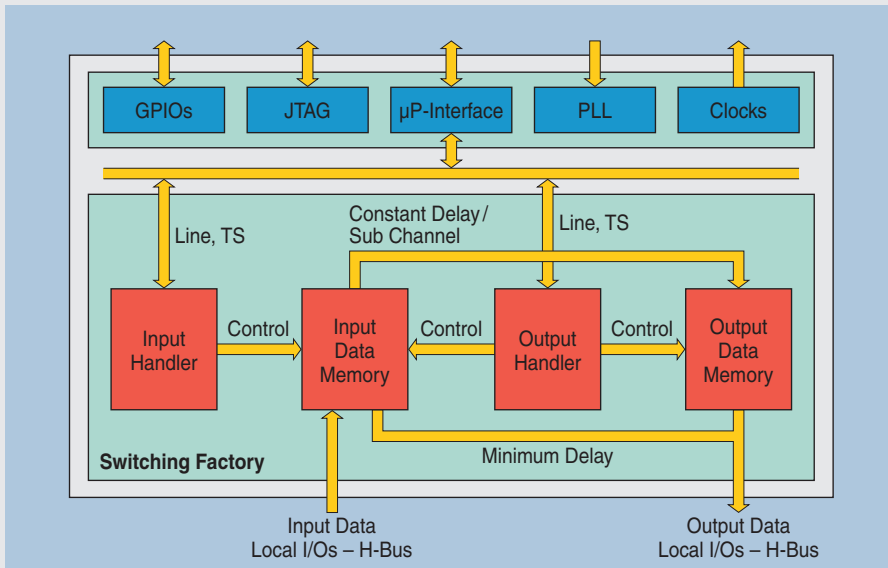 GPIOs
JTAG
µP-Interface
PLL
Clocks
Line, TS
Constant Delay /
Sub Channel
Line, TS
Input
Handler
Control
Input
Data
Memory
Control
Output
Handler
Control
Output
Data
Memory
Switching Factory
Minimum Delay
Input Data
Local I/Os – H-Bus
Output Data
Local I/Os – H-Bus